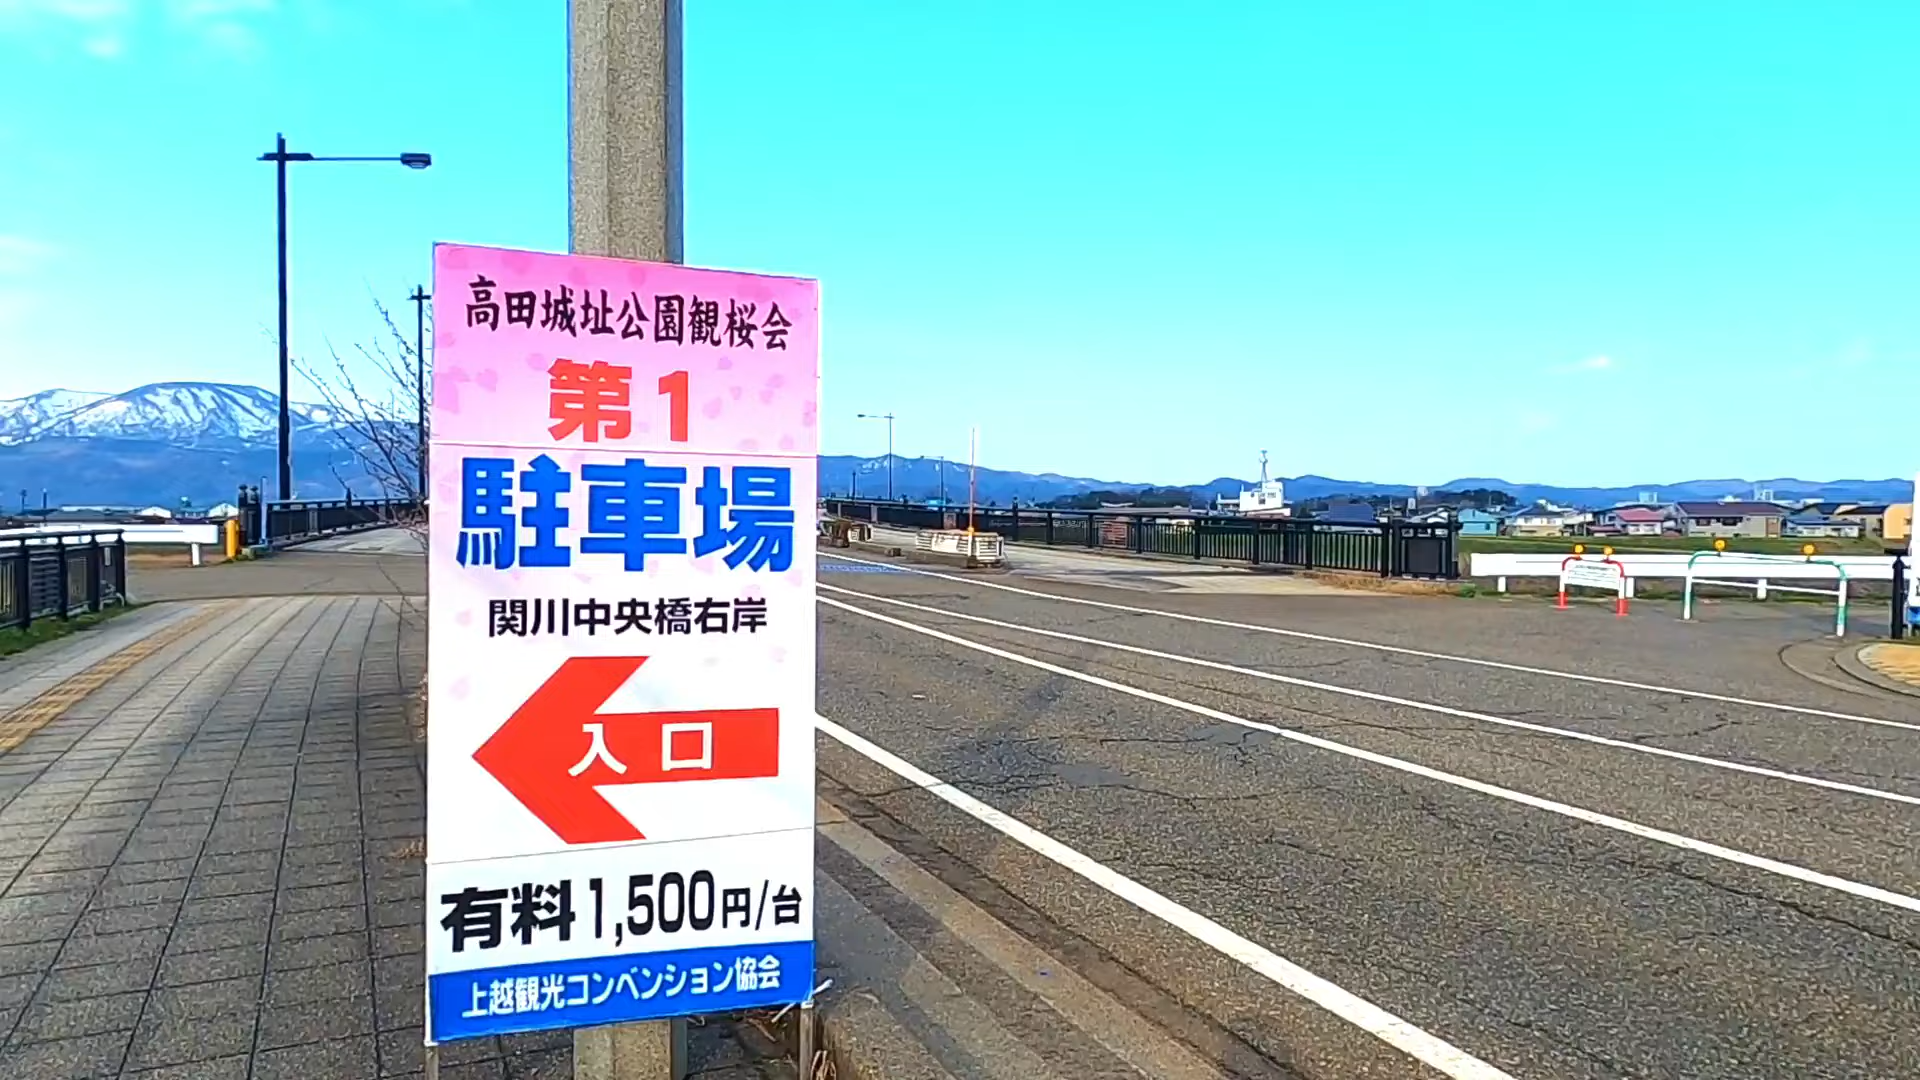 高田城址公園観桜会
第1
駐車場
関川中央橋右岸
入口
有料1,500円/台
上越観光コンベンション協会